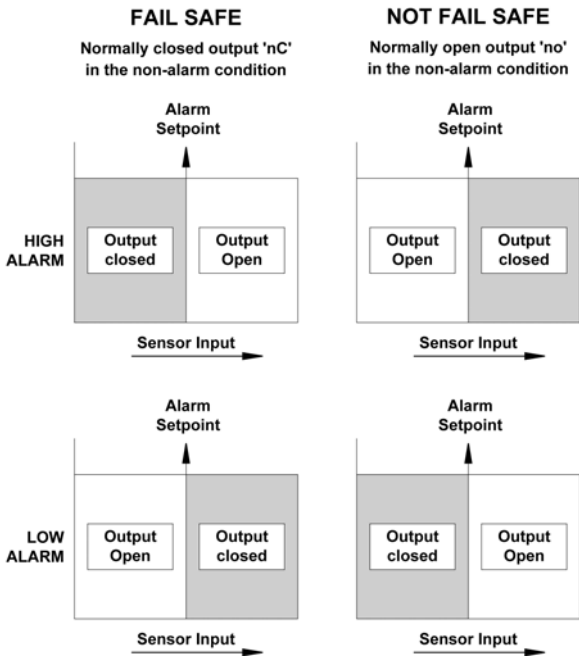 FAIL SAFE
Normally closed output 'nC'
in the non-alarm condition
NOT FAIL SAFE
Normally open output 'no'
in the non-alarm condition
HIGH
ALARM
Alarm
Setpoint
Output
closed
Output
Open
Sensor Input
Alarm
Setpoint
Output
Open
Output
closed
Sensor Input
LOW
ALARM
Alarm
Setpoint
Output
Open
Output
closed
Sensor Input
Alarm
Setpoint
Output
closed
Output
Open
Sensor Input